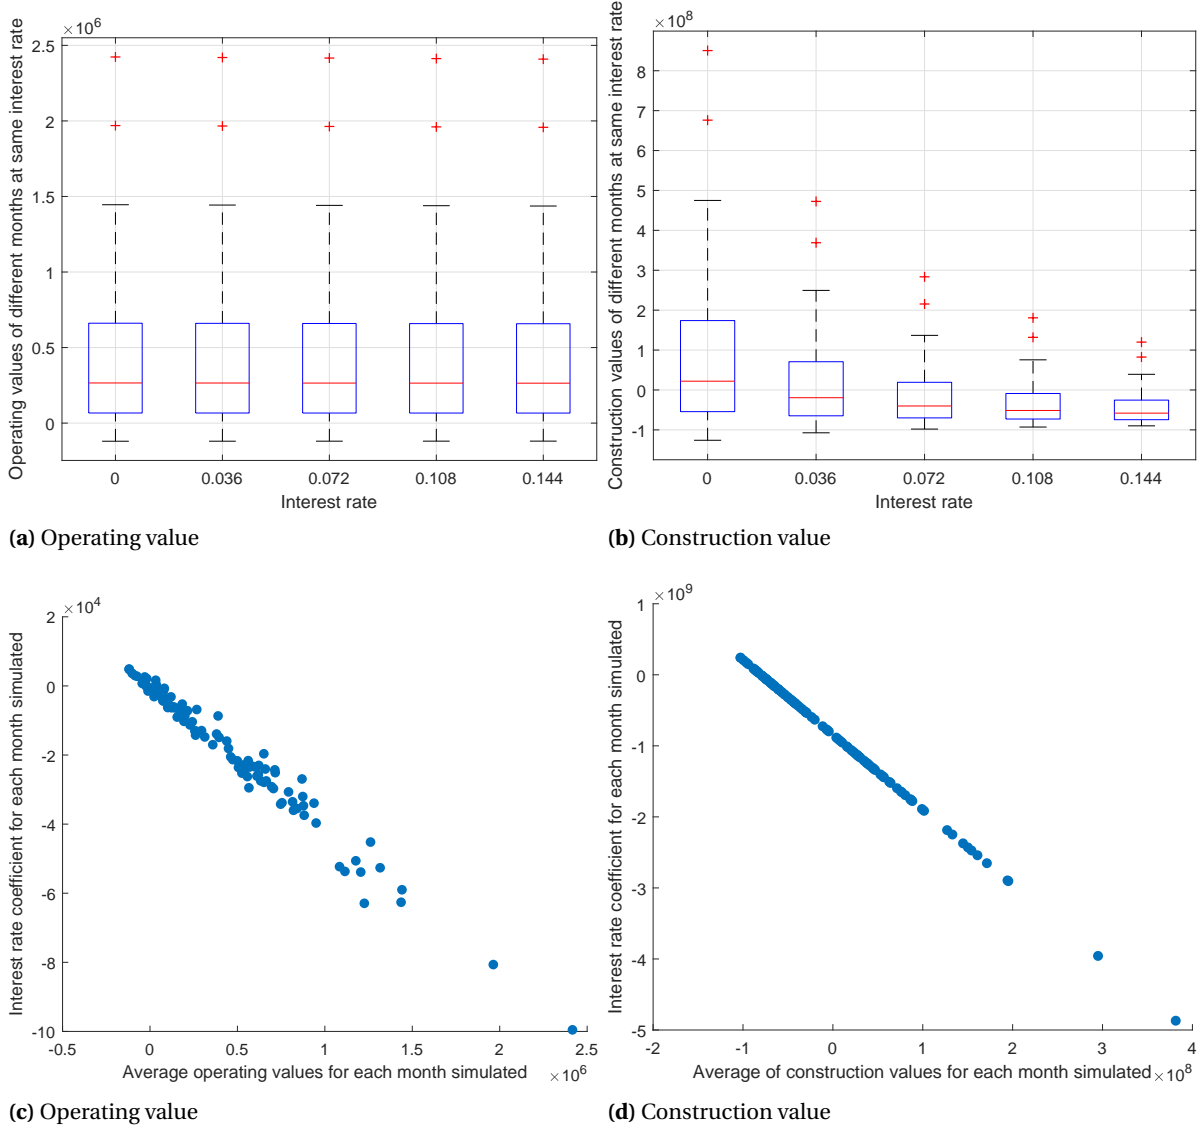 ×10^6
Operating values of different months at same interest rate
2.5
2
1.5
1
0.5
0
0 0.036 0.072 0.108 0.144
Interest rate
(a) Operating value
×10^8
Construction values of different months at same interest rate
8
7
6
5
4
3
2
1
0
-1
0 0.036 0.072 0.108 0.144
Interest rate
(b) Construction value
×10^4
Interest rate coefficient for each month simulated
2
0
-2
-4
-6
-8
-10
-0.5 0 0.5 1 1.5 2 2.5
Average operating values for each month simulated ×10^6
(c) Operating value
×10^9
Interest rate coefficient for each month simulated
1
0
-1
-2
-3
-4
-5
-2 -1 0 1 2 3 4
Average of construction values for each month simulated ×10^8
(d) Construction value